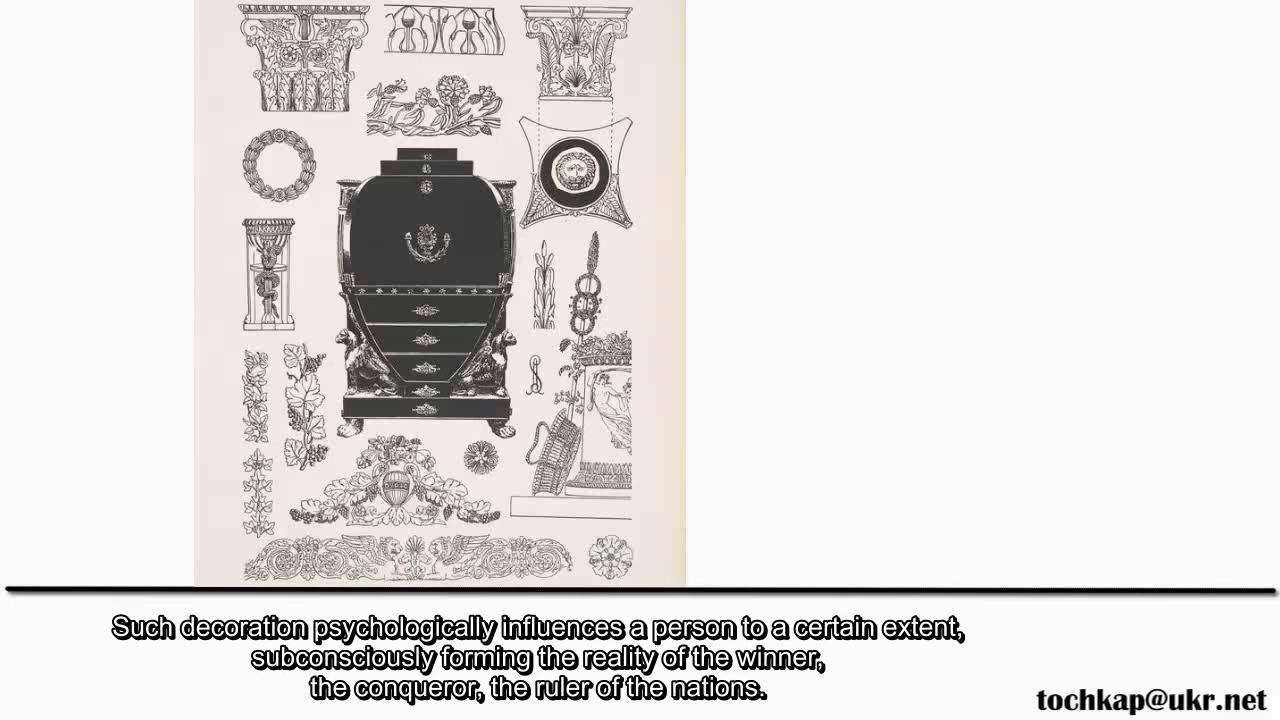 Such decoration psychologically influences a person to a certain extent,
subconsciously forming the reality of the winner,
the conqueror, the ruler of the nations.
tochkap@ukr.net